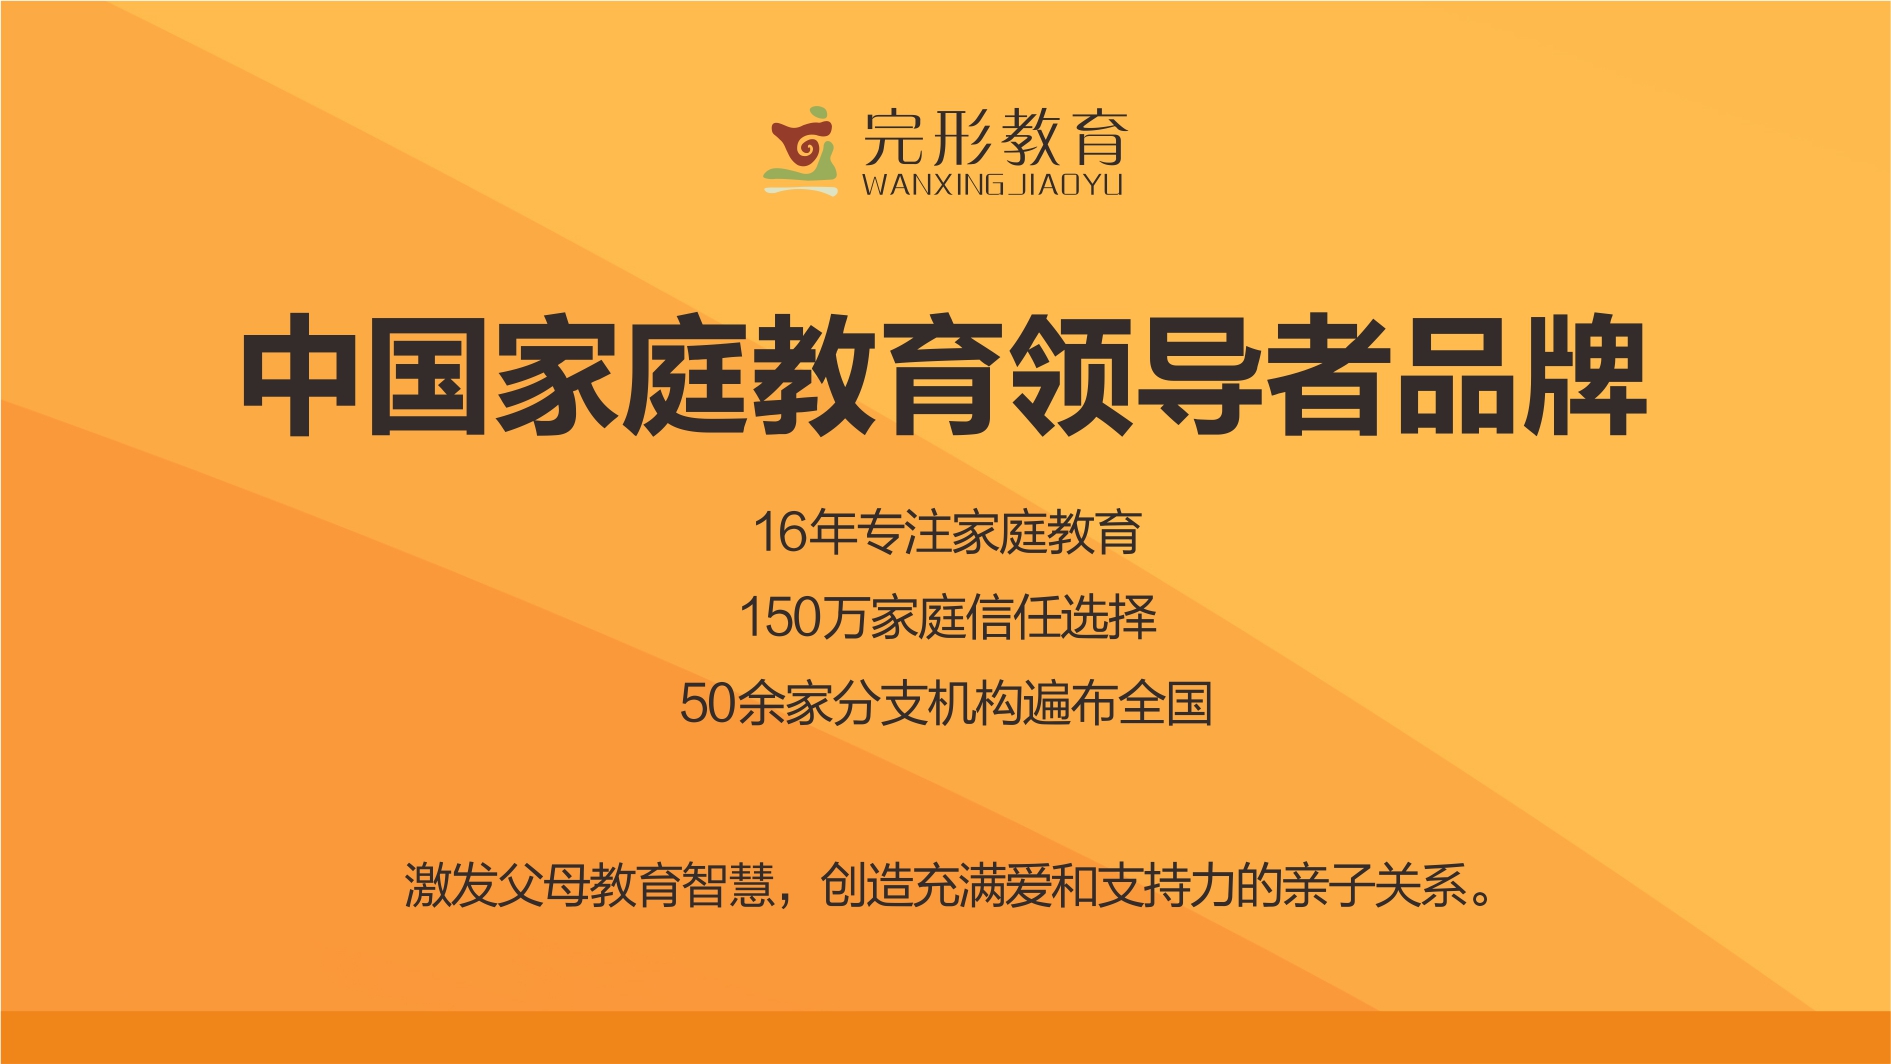 完形教育
WANXINGJIAOYU
中国家庭教育领导者品牌
16年专注家庭教育
150万家庭信任选择
50余家分支机构遍布全国
激发父母教育智慧，创造充满爱和支持力的亲子关系。